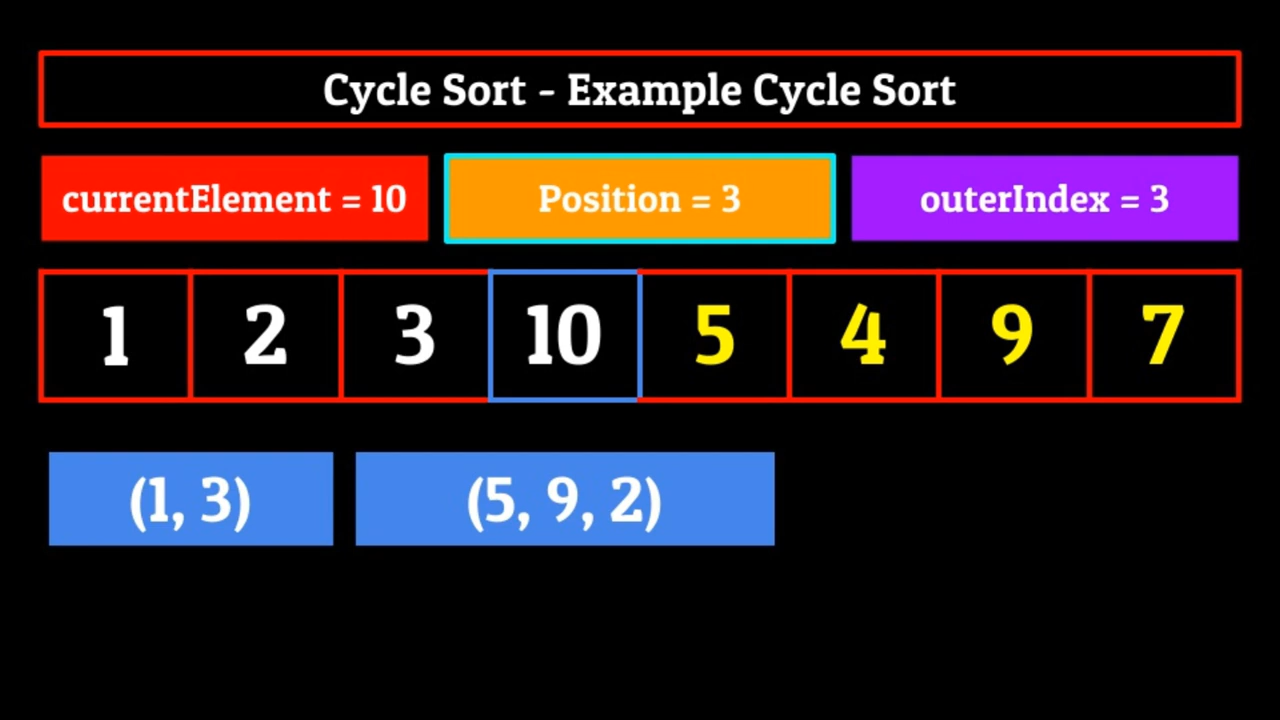 Cycle Sort - Example Cycle Sort
currentElement = 10 Position = 3 outerIndex = 3
1 2 3 10 5 4 9 7
(1, 3) (5, 9, 2)